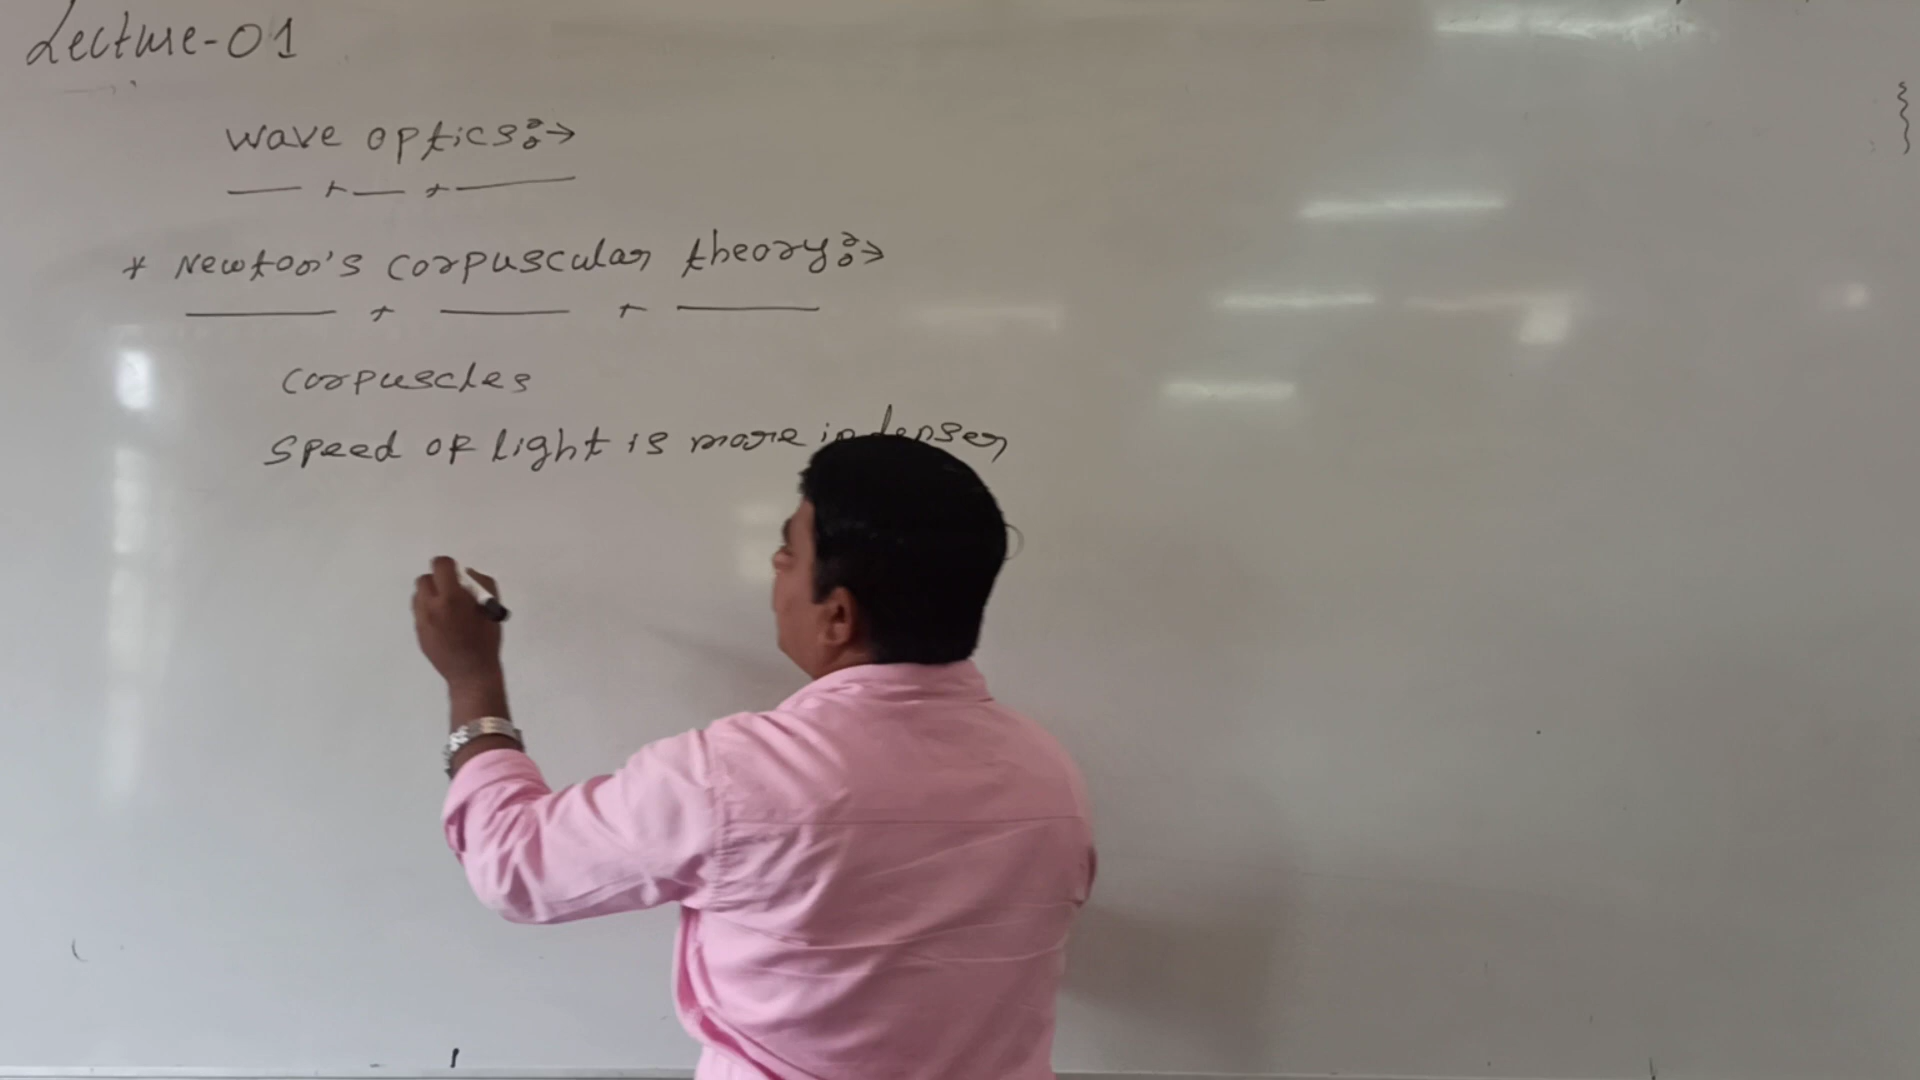 Lecture-01
wave optics:→
* Newton's corpuscular theory:→
corpuscles
speed of light is more in denser